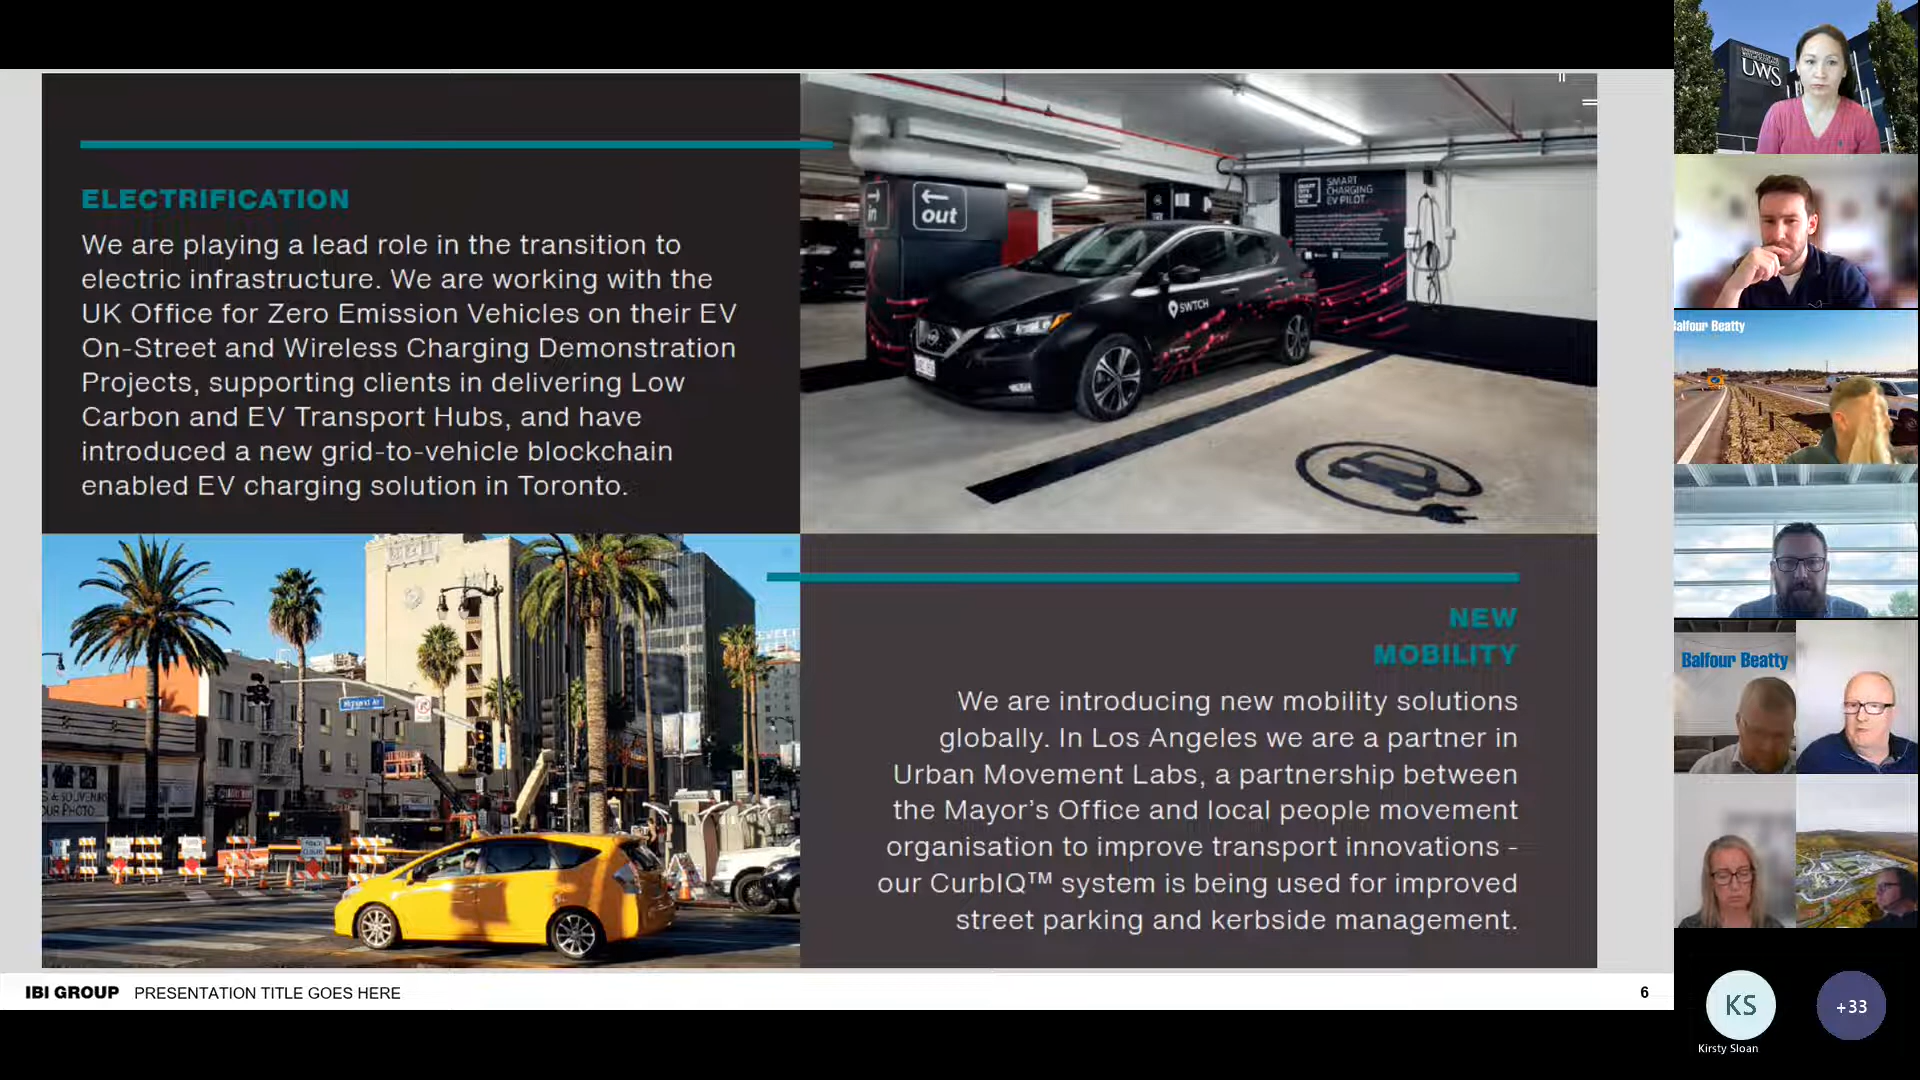 ELECTRIFICATION
We are playing a lead role in the transition to
electric infrastructure. We are working with the
UK Office for Zero Emission Vehicles on their EV
On-Street and Wireless Charging Demonstration
Projects, supporting clients in delivering Low
Carbon and EV Transport Hubs, and have
introduced a new grid-to-vehicle blockchain
enabled EV charging solution in Toronto.
in
out
SMART
CHARGING
EV PILOT
SWTCH
NEW
MOBILITY
We are introducing new mobility solutions
globally. In Los Angeles we are a partner in
Urban Movement Labs, a partnership between
the Mayor's Office and local people movement
organisation to improve transport innovations -
our CurbIQ™ system is being used for improved
street parking and kerbside management.
IBI GROUP PRESENTATION TITLE GOES HERE
6
UWS
Balfour Beatty
Balfour Beatty
KS
+33
Kirsty Sloan